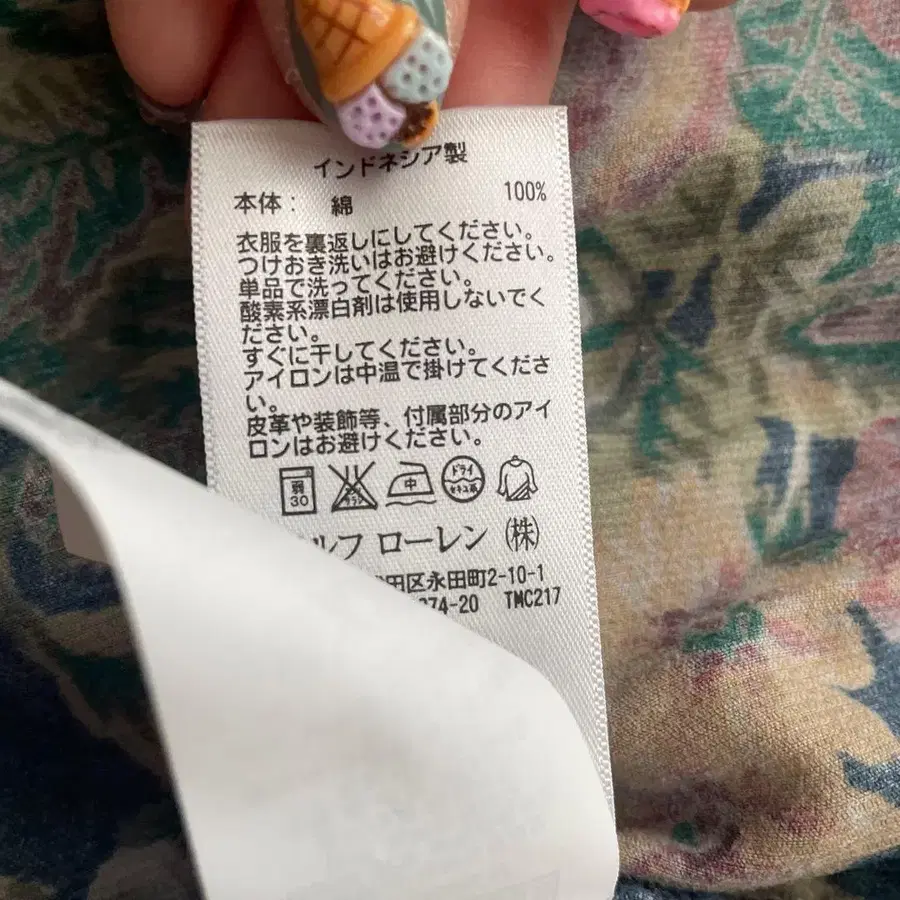 インドネシア製
本体： 綿 100%
衣服を裏返しにしてください。
つけおき洗いはお避けください。
単品で洗ってください。
酸素系漂白剤は使用しないでく
ださい。
すぐに干してください。
アイロンは中温で掛けてくださ
い。
皮革や装飾等、付属部分のアイ
ロンはお避けください。
弱 30 中 ドライ セキユ系
ルフ ローレン（株）
田区永田町2-10-1
74-20 TMC217